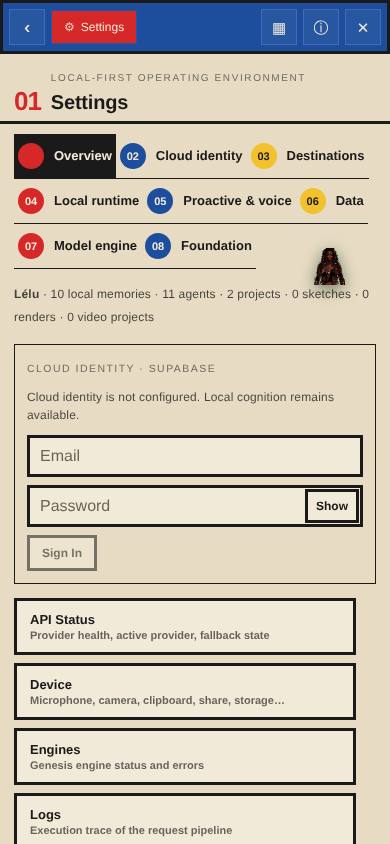 ‹ ⚙ Settings ▦ ⓘ ✕
LOCAL-FIRST OPERATING ENVIRONMENT
01 Settings
Overview 02 Cloud identity 03 Destinations
04 Local runtime 05 Proactive & voice 06 Data
07 Model engine 08 Foundation
Lélu · 10 local memories · 11 agents · 2 projects · 0 sketches · 0
renders · 0 video projects
CLOUD IDENTITY · SUPABASE
Cloud identity is not configured. Local cognition remains
available.
Email
Password Show
Sign In
API Status
Provider health, active provider, fallback state
Device
Microphone, camera, clipboard, share, storage…
Engines
Genesis engine status and errors
Logs
Execution trace of the request pipeline